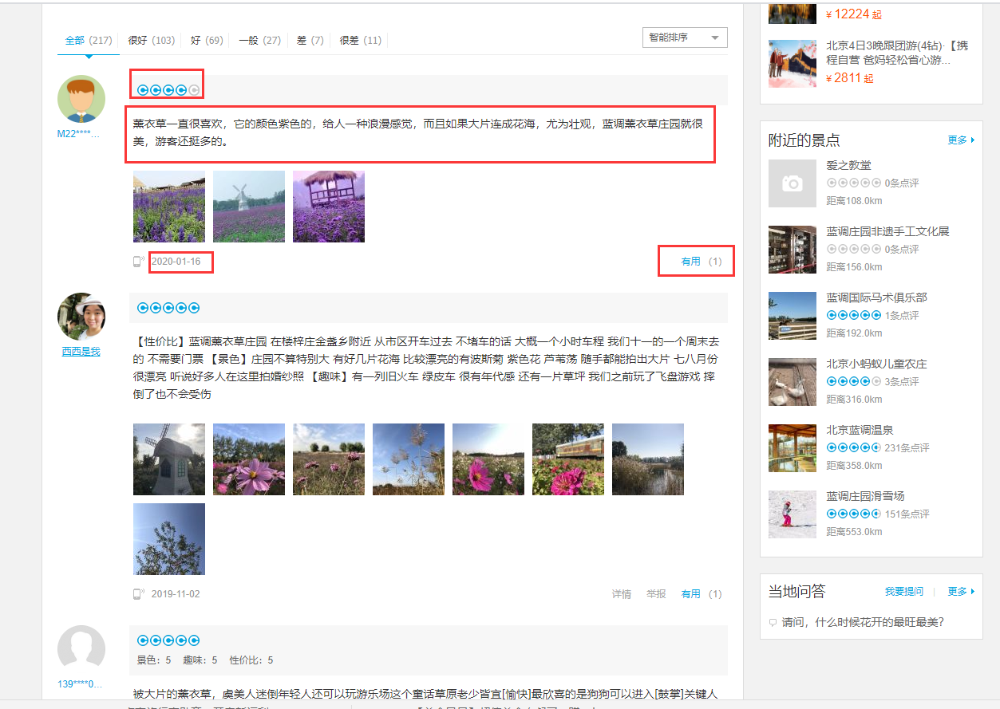 全部 (217) 很好 (103) 好 (69) 一般 (27) 差 (7) 很差 (11) 智能排序
M22****...
薰衣草一直很喜欢，它的颜色紫色的，给人一种浪漫感觉，而且如果大片连成花海，尤为壮观，蓝调薰衣草庄园就很
美，游客还挺多的。
2020-01-16 有用 (1)
西西是我
【性价比】蓝调薰衣草庄园 在楼梓庄金盏乡附近 从市区开车过去 不堵车的话 大概一个小时车程 我们十一的一个周末去
的 不需要门票 【景色】庄园不算特别大 有好几片花海 比较漂亮的有波斯菊 紫色花 芦苇荡 随手都能拍出大片 七八月份
很漂亮 听说好多人在这里拍婚纱照 【趣味】有一列旧火车 绿皮车 很有年代感 还有一片草坪 我们之前玩了飞盘游戏 摔
倒了也不会受伤
2019-11-02 详情 举报 有用 (1)
139****0...
景色：5 趣味：5 性价比：5
被大片的薰衣草，虞美人迷倒年轻人还可以玩游乐场这个童话草原老少皆宜[愉快]最欣喜的是狗狗可以进入[鼓掌]关键人
¥ 12224 起
北京4日3晚跟团游(4钻)·【携
程自营 爸妈轻松省心游...
¥ 2811 起
附近的景点 更多
爱之教堂
0条点评
距离108.0km
蓝调庄园非遗手工文化展
0条点评
距离156.0km
蓝调国际马术俱乐部
1条点评
距离192.0km
北京小蚂蚁儿童农庄
3条点评
距离316.0km
北京蓝调温泉
231条点评
距离358.0km
蓝调庄园滑雪场
151条点评
距离553.0km
当地问答 我要提问 更多
请问，什么时候花开的最旺最美？